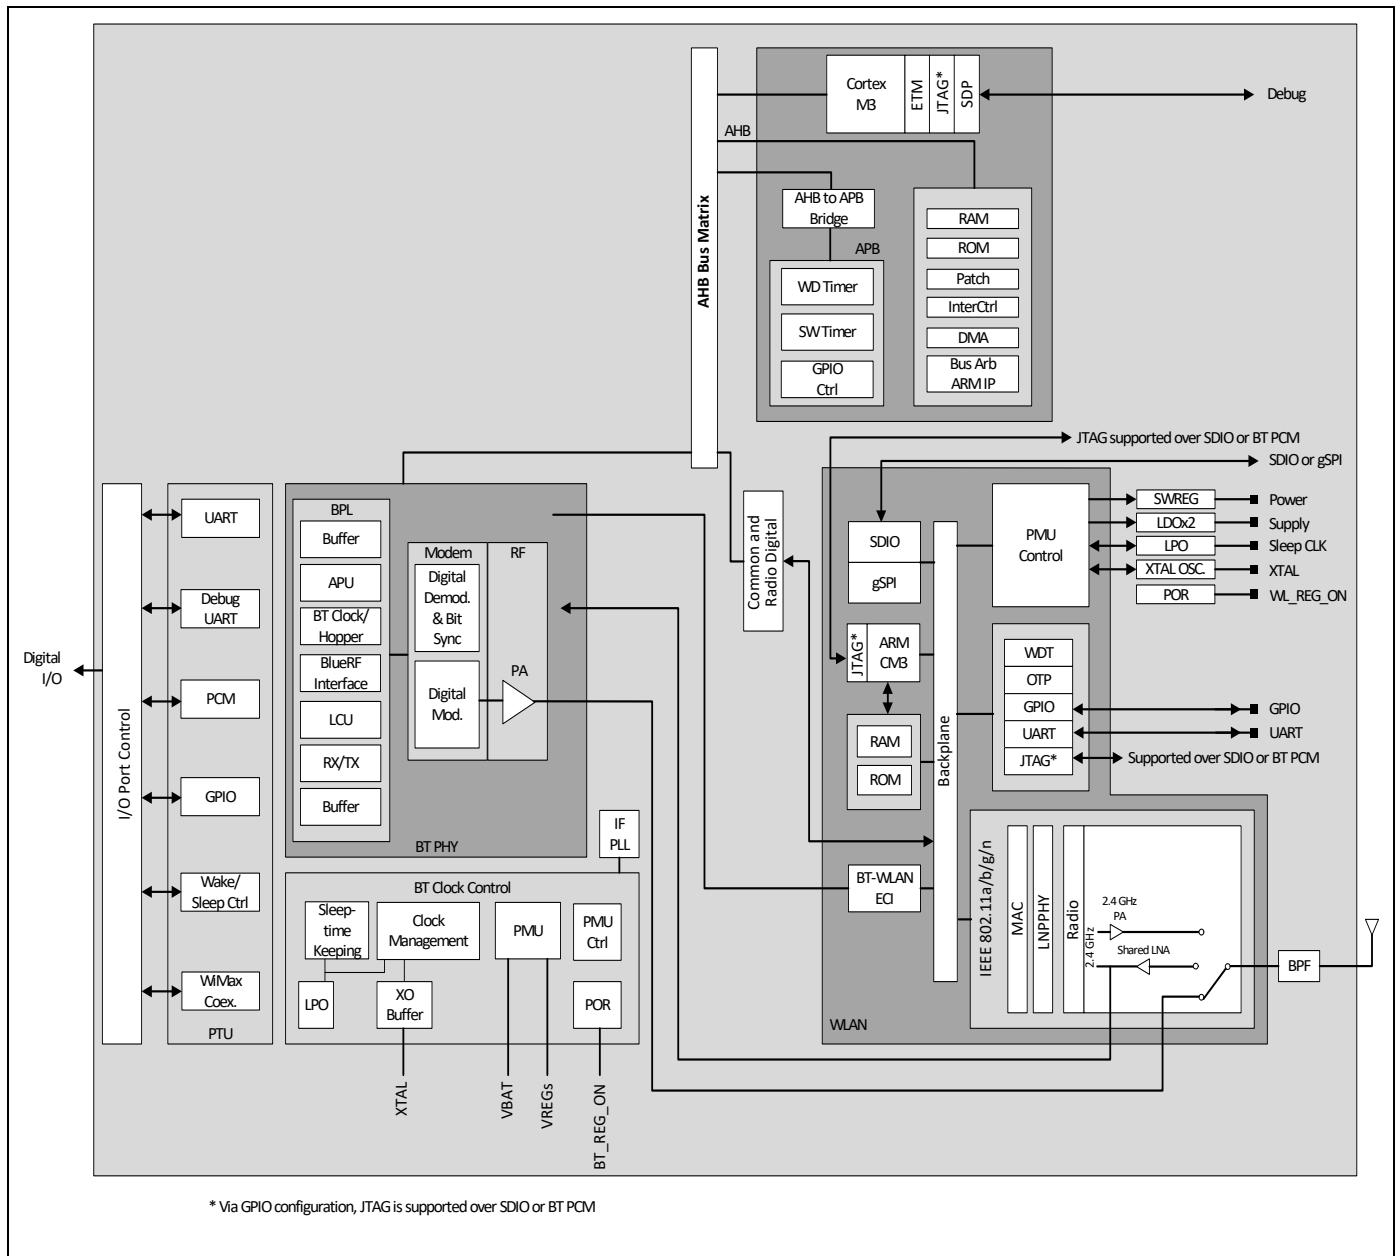 Cortex
M3
ETM
JTAG*
SDP
Debug
AHB
AHB Bus Matrix
AHB to APB
Bridge
APB
WD Timer
SW Timer
GPIO
Ctrl
RAM
ROM
Patch
InterCtrl
DMA
Bus Arb
ARM IP
JTAG supported over SDIO or BT PCM
SDIO or gSPI
Digital
I/O
I/O Port Control
UART
Debug
UART
PCM
GPIO
Wake/
Sleep Ctrl
WiMax
Coex.
PTU
BPL
Buffer
APU
BT Clock/
Hopper
BlueRF
Interface
LCU
RX/TX
Buffer
Modem
Digital
Demod.
& Bit
Sync
Digital
Mod.
RF
PA
BT PHY
IF
PLL
BT Clock Control
Sleep-
time
Keeping
Clock
Management
PMU
PMU
Ctrl
LPO
XO
Buffer
POR
XTAL
VBAT
VREGs
BT_REG_ON
Common and
Radio Digital
SDIO
gSPI
JTAG*
ARM
CM3
RAM
ROM
BT-WLAN
ECI
WLAN
Backplane
PMU
Control
SWREG
Power
LDOx2
Supply
LPO
Sleep CLK
XTAL OSC.
XTAL
POR
WL_REG_ON
WDT
OTP
GPIO
GPIO
UART
UART
JTAG*
Supported over SDIO or BT PCM
IEEE 802.11a/b/g/n
MAC
LNPPHY
Radio
2.4 GHz
2.4 GHz
PA
Shared LNA
BPF
* Via GPIO configuration, JTAG is supported over SDIO or BT PCM